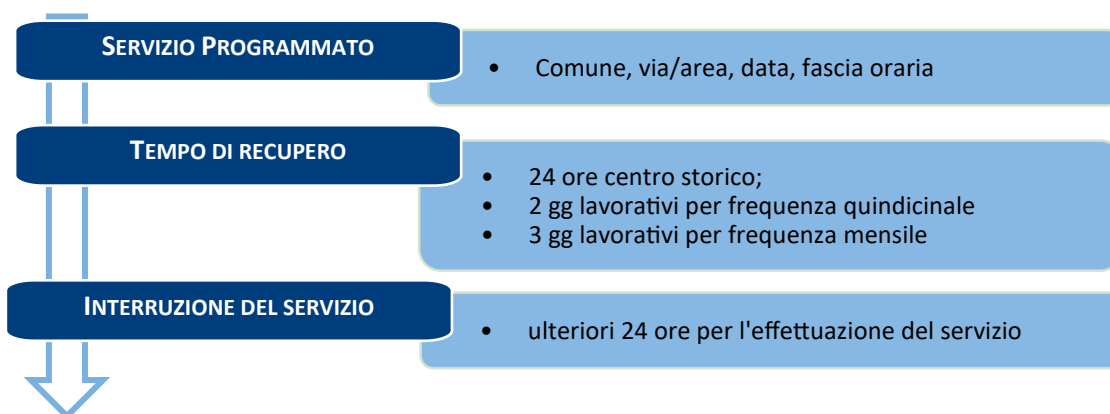 SERVIZIO PROGRAMMATO
• Comune, via/area, data, fascia oraria
TEMPO DI RECUPERO
• 24 ore centro storico;
• 2 gg lavorativi per frequenza quindicinale
• 3 gg lavorativi per frequenza mensile
INTERRUZIONE DEL SERVIZIO
• ulteriori 24 ore per l'effettuazione del servizio